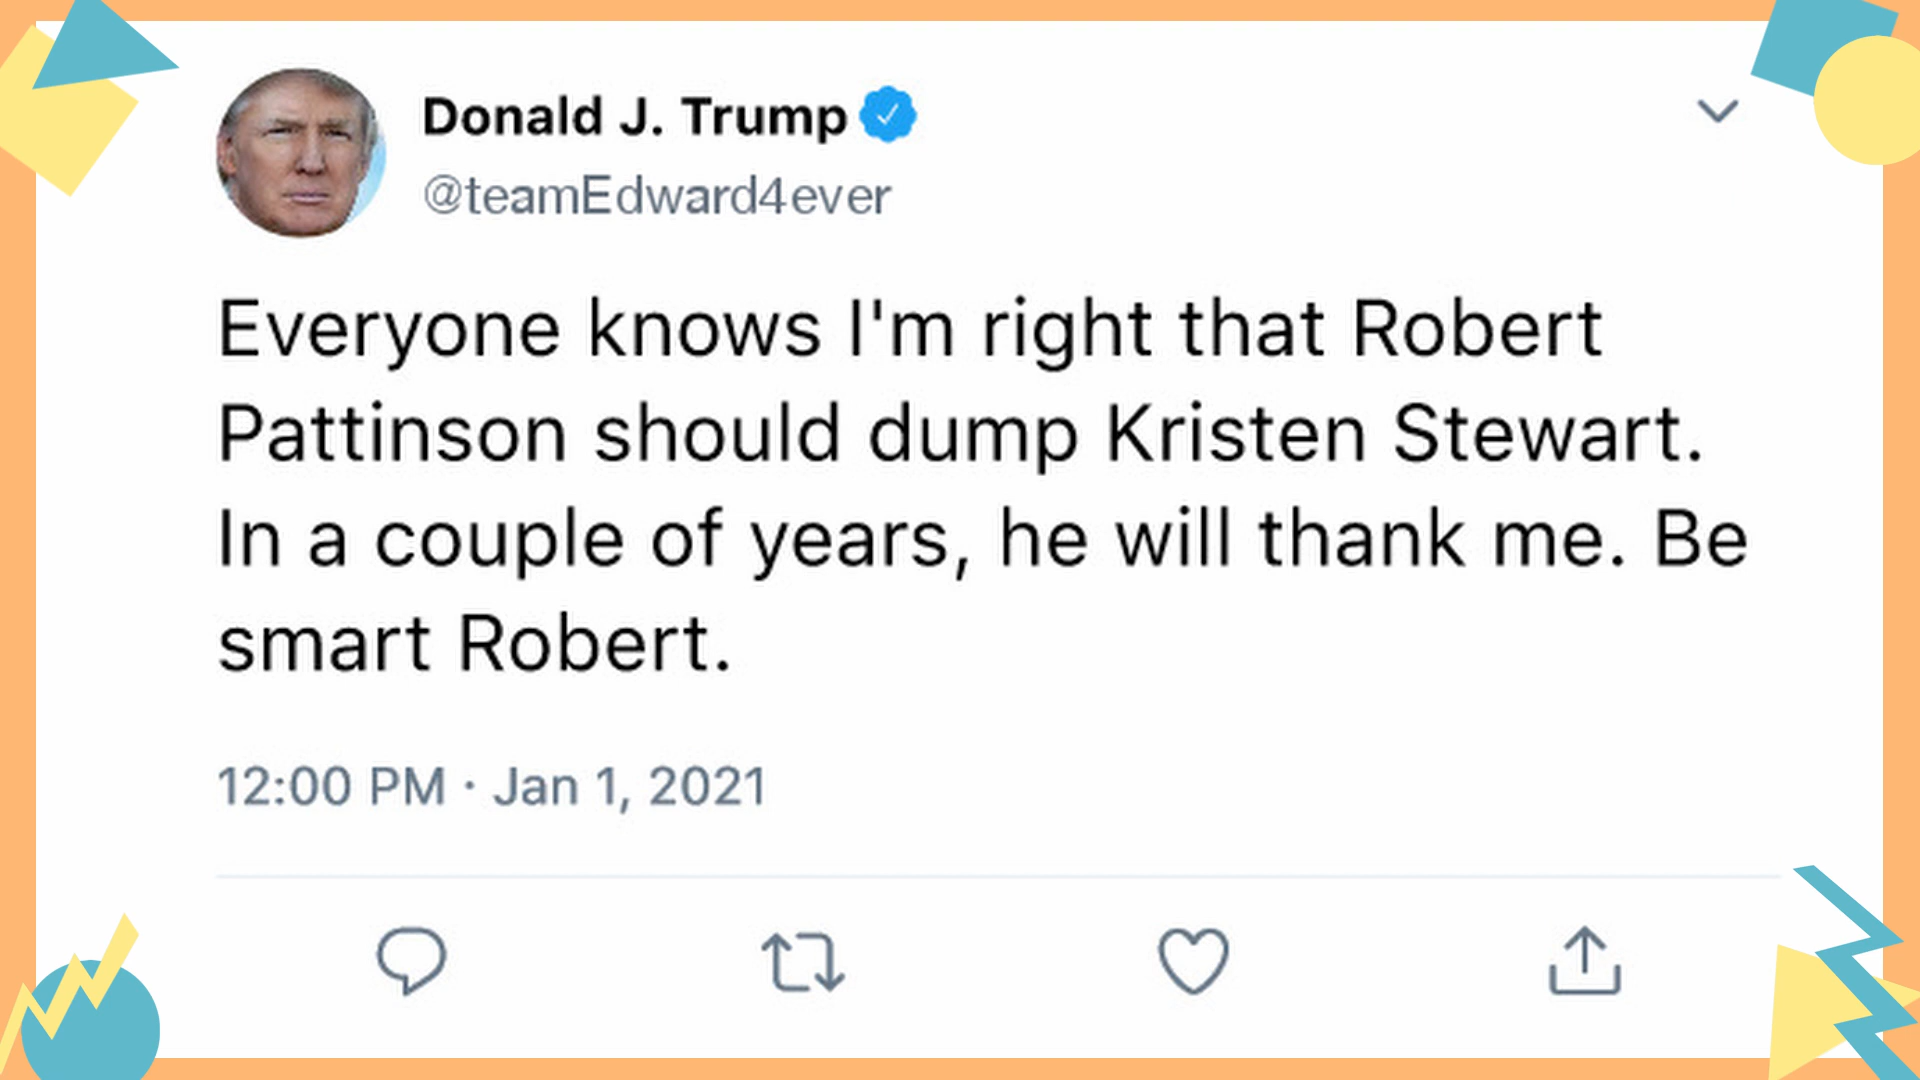 Donald J. Trump
@teamEdward4ever
Everyone knows I'm right that Robert
Pattinson should dump Kristen Stewart.
In a couple of years, he will thank me. Be
smart Robert.
12:00 PM · Jan 1, 2021